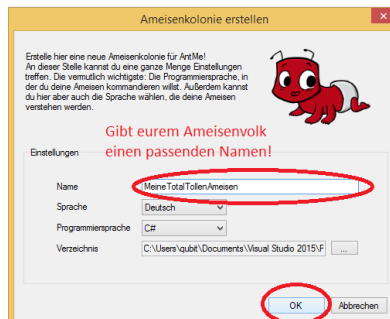 Ameisenkolonie erstellen
x
Erstelle hier eine neue Ameisenkolonie für AntMe!
An dieser Stelle kannst du eine ganze Menge Einstellungen
treffen. Die vermutlich wichtigste: Die Programmiersprache, in
der du deine Ameisen kommandieren willst. Außerdem kannst
du hier aber auch die Sprache wählen, die deine Ameisen
verstehen werden.
Gibt eurem Ameisenvolk
einen passenden Namen!
Einstellungen
Name MeineTotalTollenAmeisen
Sprache Deutsch
Programmiersprache C#
Verzeichnis C:\Users\qubit\Documents\Visual Studio 2015\F ...
OK Abbrechen